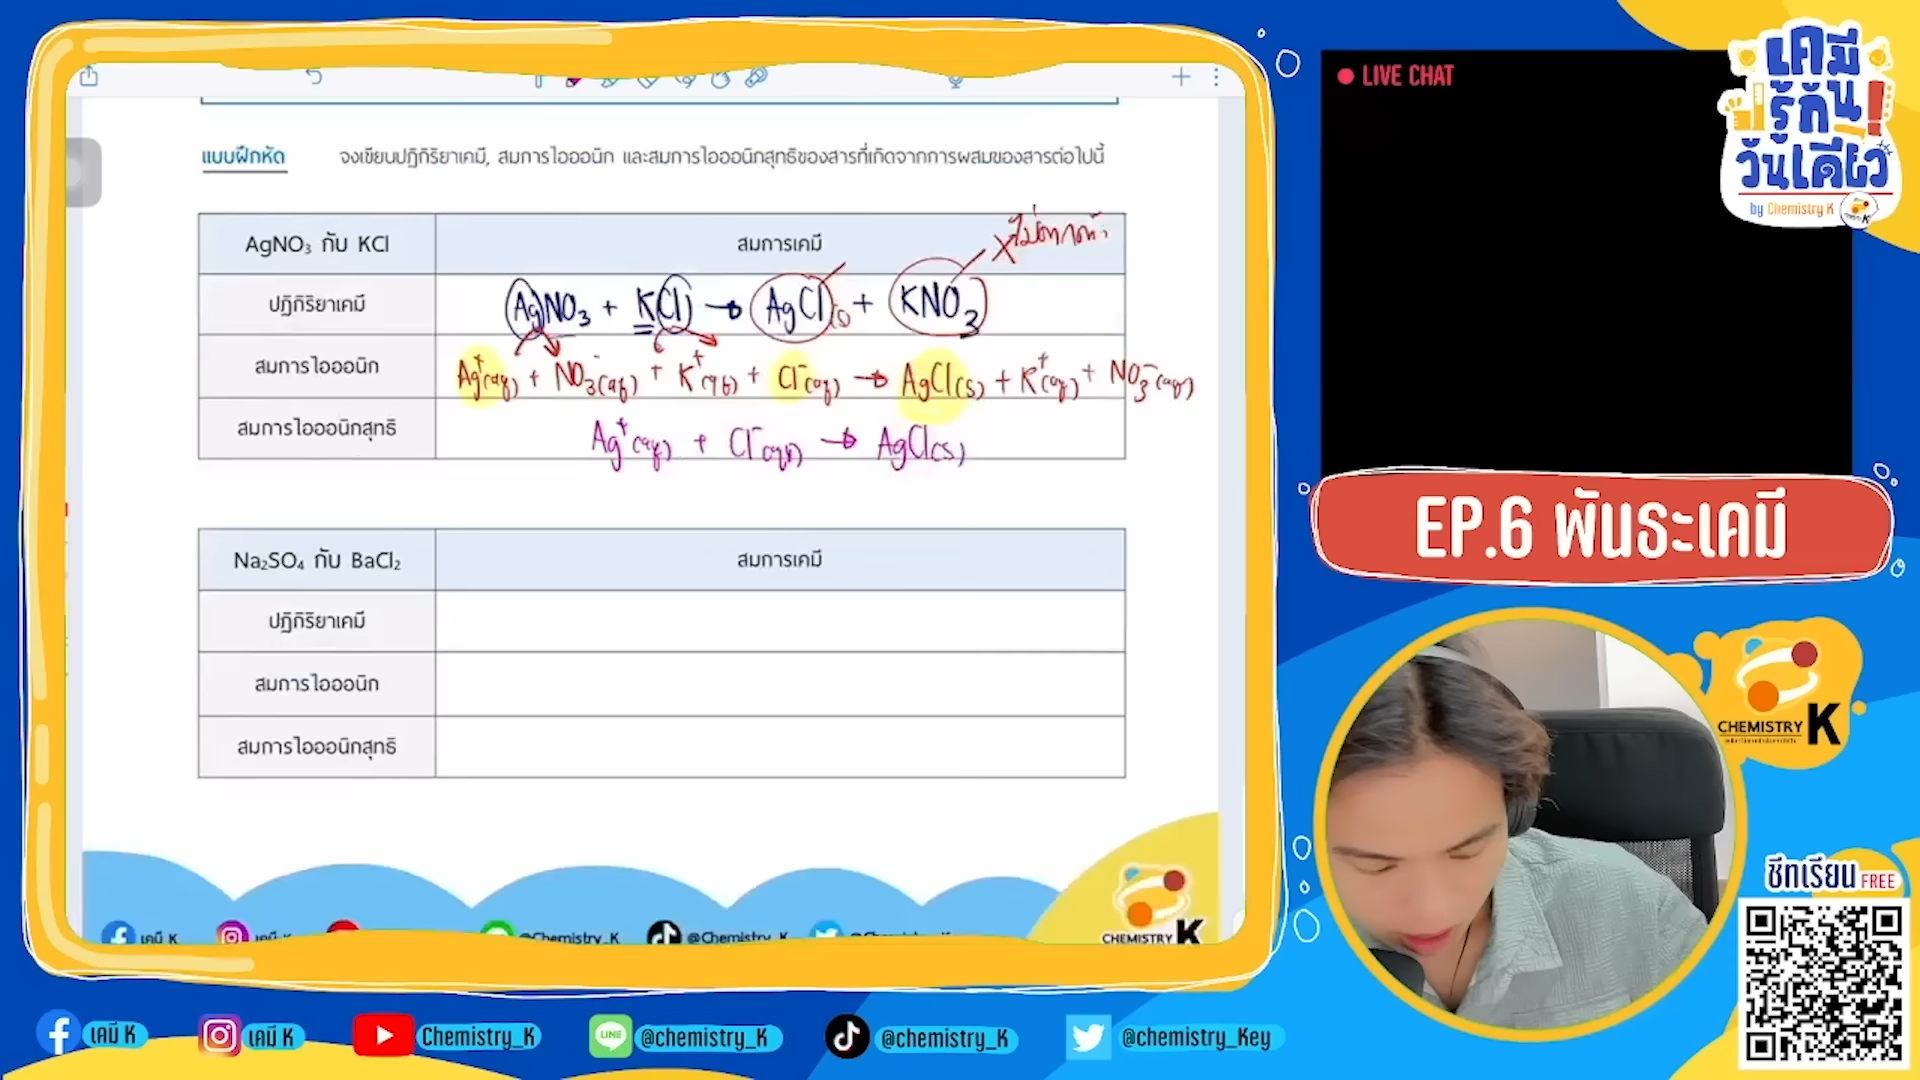 LIVE CHAT
เคมี
รู้กัน!
วันเดียว
by Chemistry K
แบบฝึกหัด จงเขียนปฏิกิริยาเคมี, สมการไอออนิก และสมการไอออนิกสุทธิของสารที่เกิดจากการผสมของสารต่อไปนี้
AgNO₃ กับ KCl สมการเคมี
ปฏิกิริยาเคมี AgNO₃ + KCl → AgCl(s) + KNO₃
สมการไอออนิก Ag⁺(aq) + NO₃⁻(aq) + K⁺(aq) + Cl⁻(aq) → AgCl(s) + K⁺(aq) + NO₃⁻(aq)
สมการไอออนิกสุทธิ Ag⁺(aq) + Cl⁻(aq) → AgCl(s)
Na₂SO₄ กับ BaCl₂ สมการเคมี
ปฏิกิริยาเคมี
สมการไอออนิก
สมการไอออนิกสุทธิ
เคมี K @Chemistry_K @Chemistry_K
CHEMISTRY K
EP.6 พันธะเคมี
CHEMISTRY K
ชีทเรียน FREE
เคมี K เคมี K Chemistry_K @chemistry_K @chemistry_K @chemistry_Key